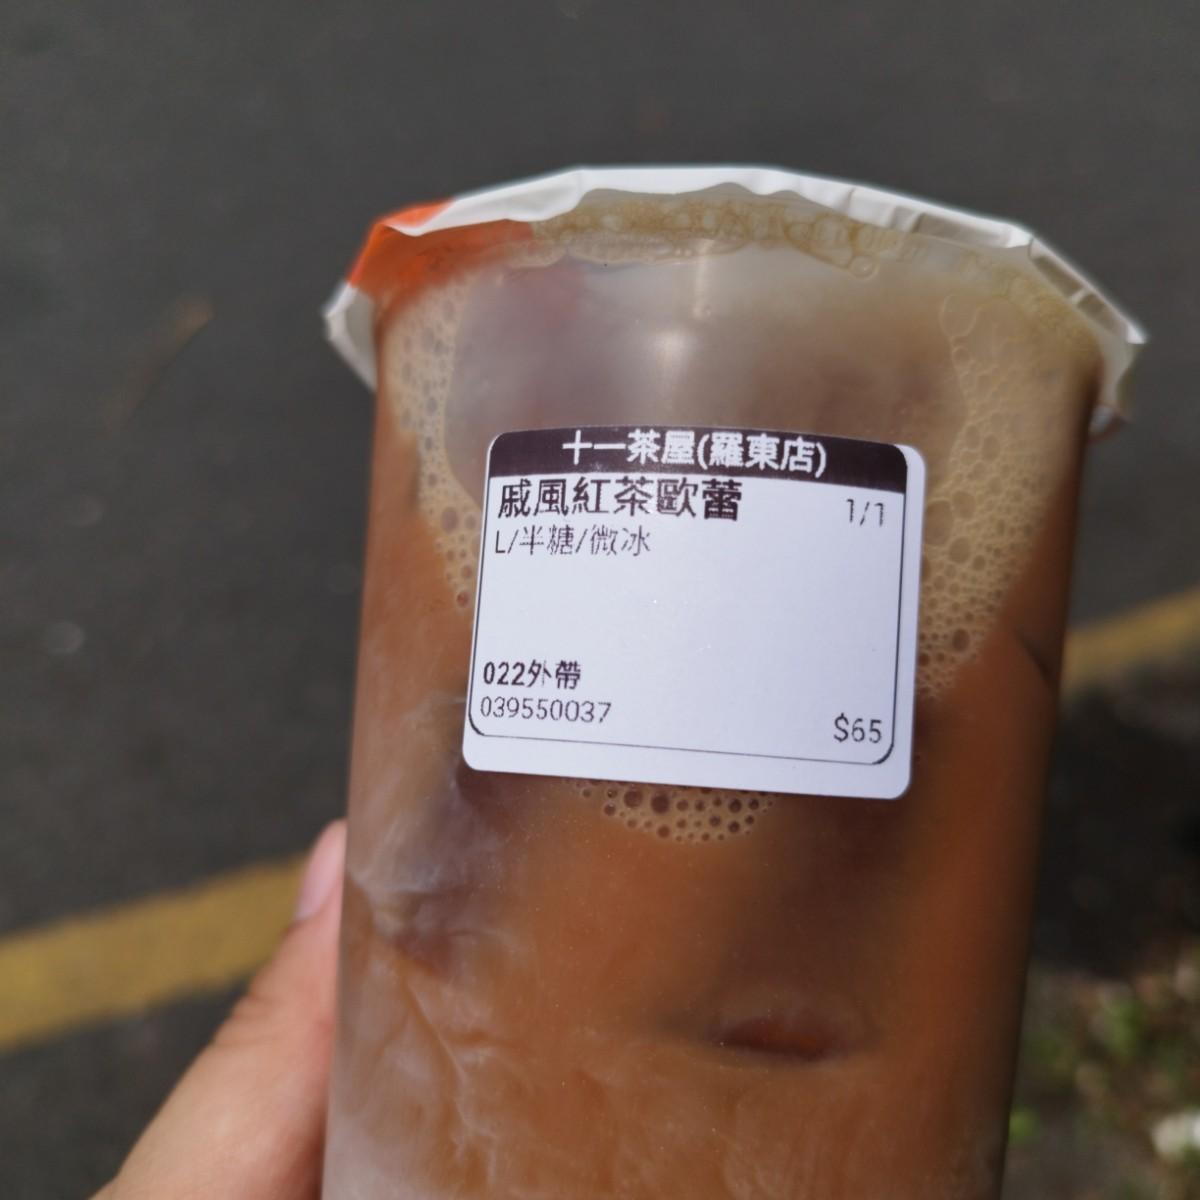 十一茶屋(羅東店)
戚風紅茶歐蕾 1/1
L/半糖/微冰
022外帶
039550037
$65